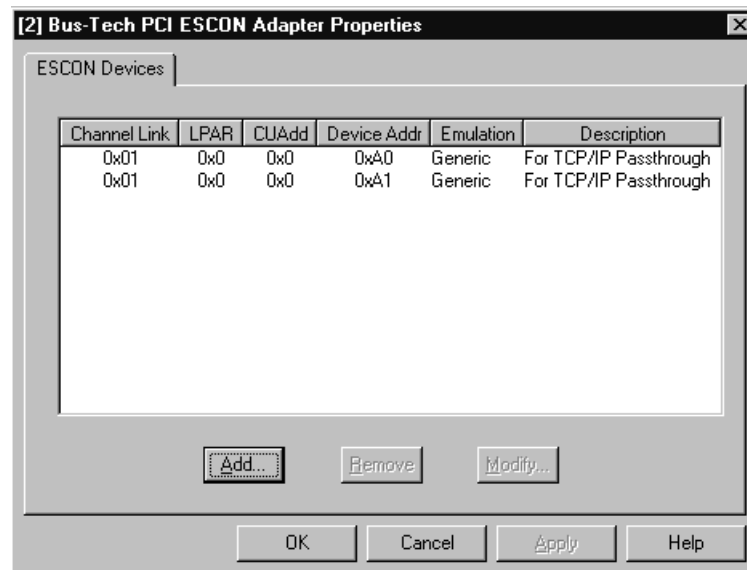 [2] Bus-Tech PCI ESCON Adapter Properties
ESCON Devices
Channel Link LPAR CUAdd Device Addr Emulation Description
0x01 0x0 0x0 0xA0 Generic For TCP/IP Passthrough
0x01 0x0 0x0 0xA1 Generic For TCP/IP Passthrough
Add... Remove Modify...
OK Cancel Apply Help